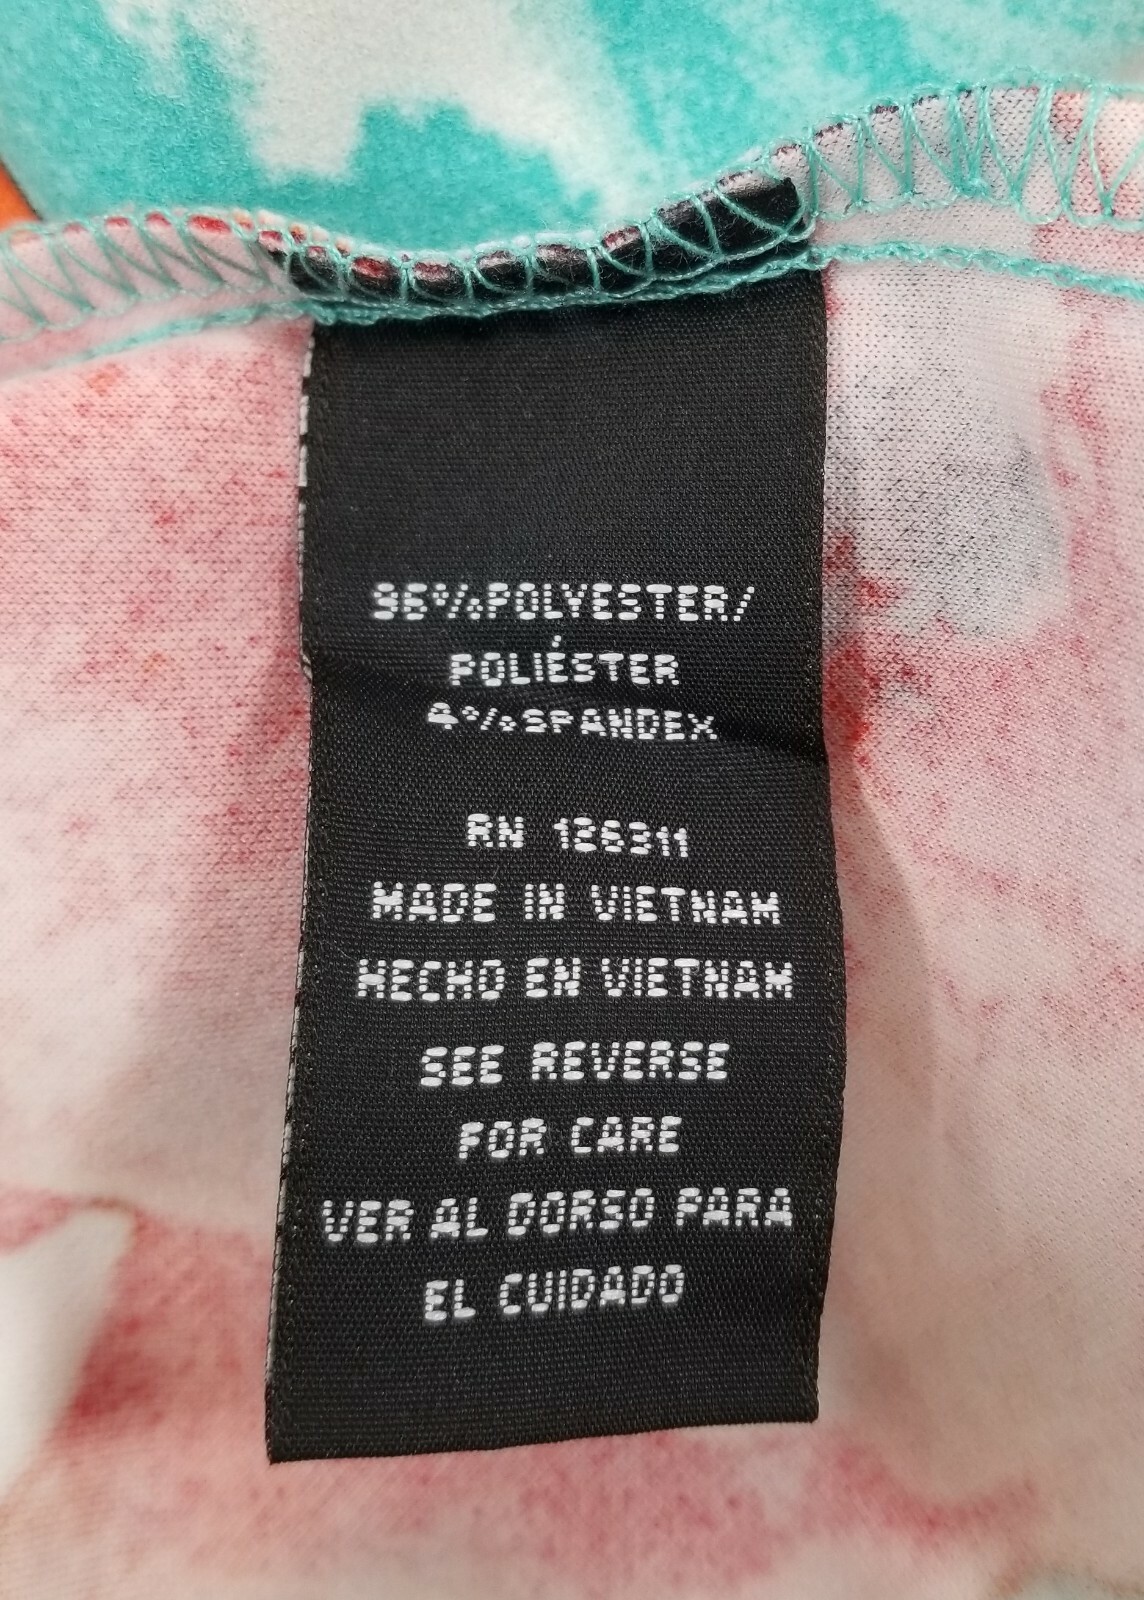 96%POLYESTER/
POLIÉSTER
4%SPANDEX
RN 126311
MADE IN VIETNAM
HECHO EN VIETNAM
SEE REVERSE
FOR CARE
VER AL DORSO PARA
EL CUIDADO